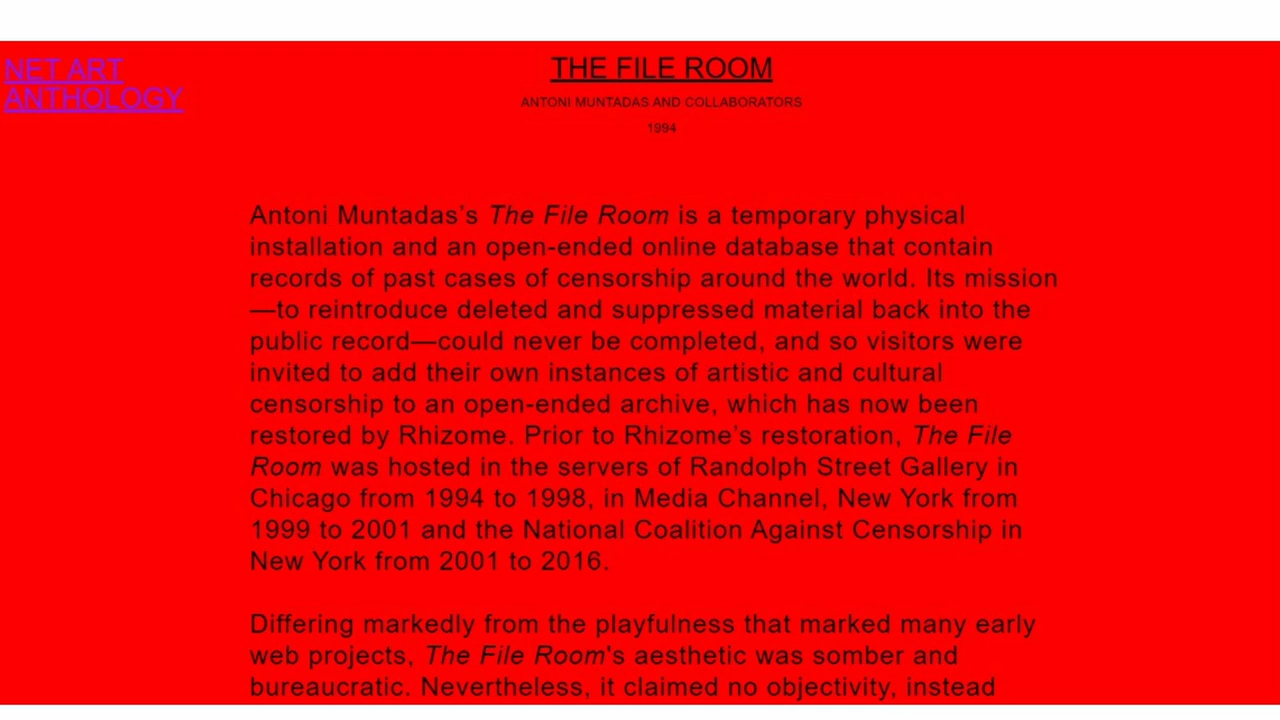 NET ART
ANTHOLOGY
THE FILE ROOM
ANTONI MUNTADAS AND COLLABORATORS
1994
Antoni Muntadas’s The File Room is a temporary physical
installation and an open-ended online database that contain
records of past cases of censorship around the world. Its mission
—to reintroduce deleted and suppressed material back into the
public record—could never be completed, and so visitors were
invited to add their own instances of artistic and cultural
censorship to an open-ended archive, which has now been
restored by Rhizome. Prior to Rhizome’s restoration, The File
Room was hosted in the servers of Randolph Street Gallery in
Chicago from 1994 to 1998, in Media Channel, New York from
1999 to 2001 and the National Coalition Against Censorship in
New York from 2001 to 2016.
Differing markedly from the playfulness that marked many early
web projects, The File Room's aesthetic was somber and
bureaucratic. Nevertheless, it claimed no objectivity, instead